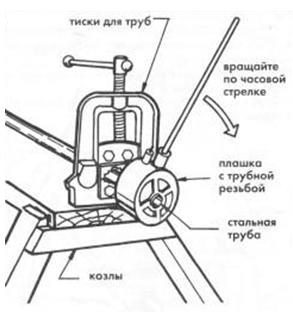 тиски для труб
вращайте
по часовой
стрелке
плашка
с трубной
резьбой
стальная
труба
козлы